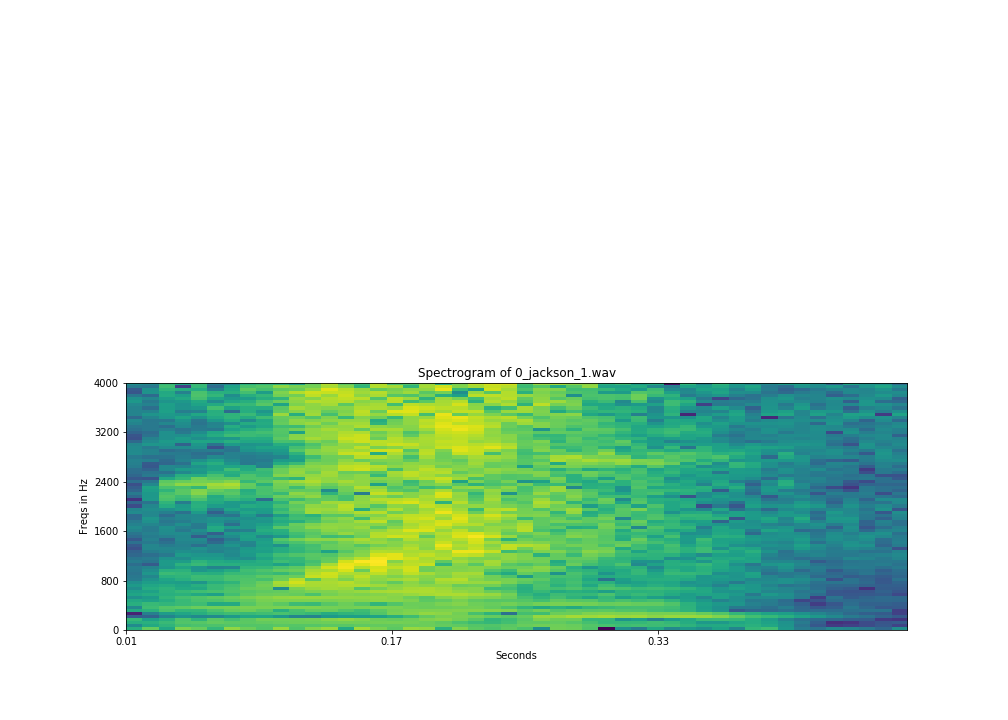 Spectrogram of 0_jackson_1.wav
4000
3200
2400
1600
800
0
Freqs in Hz
0.01 0.17 0.33
Seconds